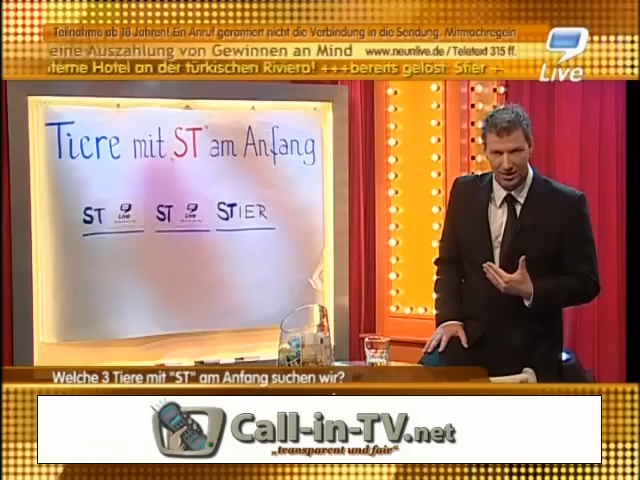 Teilnahme ab 18 Jahren! Ein Anruf garantiert nicht die Verbindung in die Sendung. Mitmachregeln
eine Auszahlung von Gewinnen an Mind www.neunlive.de / Teletext 315 ff.
terne Hotel an der türkischen Riviera! +++bereits gelöst: Stier +
Live
Tiere mit „ST" am Anfang
ST Live ST Live STIER
Welche 3 Tiere mit "ST" am Anfang suchen wir?
Call-in-TV.net
„transparent und fair"